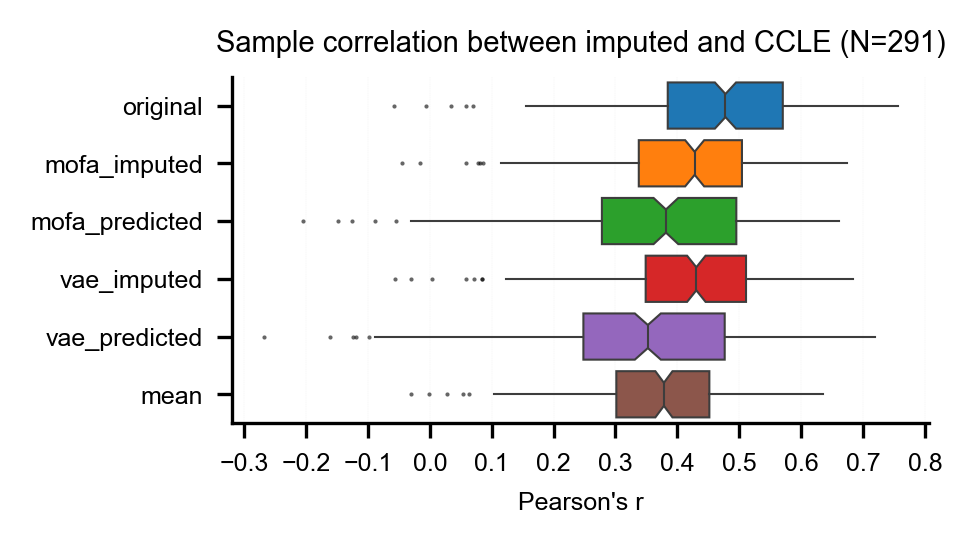 Sample correlation between imputed and CCLE (N=291)
original
mofa_imputed
mofa_predicted
vae_imputed
vae_predicted
mean
−0.3 −0.2 −0.1 0.0 0.1 0.2 0.3 0.4 0.5 0.6 0.7 0.8
Pearson's r